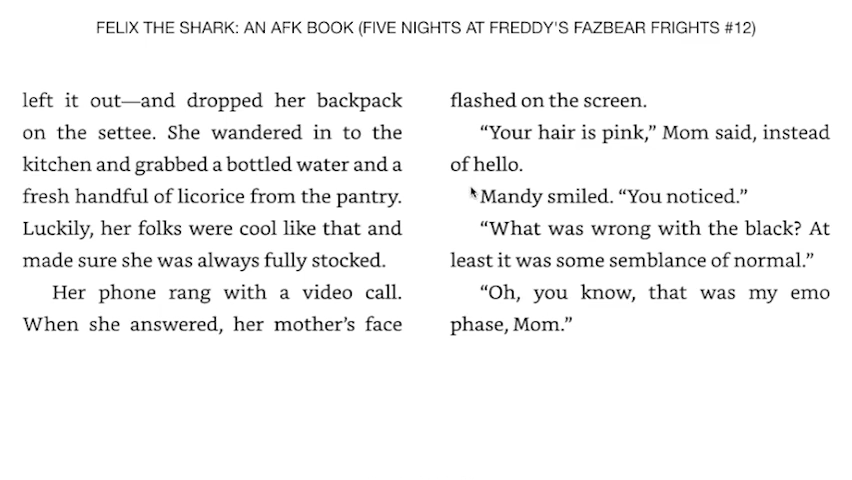 FELIX THE SHARK: AN AFK BOOK (FIVE NIGHTS AT FREDDY'S FAZBEAR FRIGHTS #12)
left it out—and dropped her backpack
on the settee. She wandered in to the
kitchen and grabbed a bottled water and a
fresh handful of licorice from the pantry.
Luckily, her folks were cool like that and
made sure she was always fully stocked.
Her phone rang with a video call.
When she answered, her mother’s face
flashed on the screen.
“Your hair is pink,” Mom said, instead
of hello.
Mandy smiled. “You noticed.”
“What was wrong with the black? At
least it was some semblance of normal.”
“Oh, you know, that was my emo
phase, Mom.”